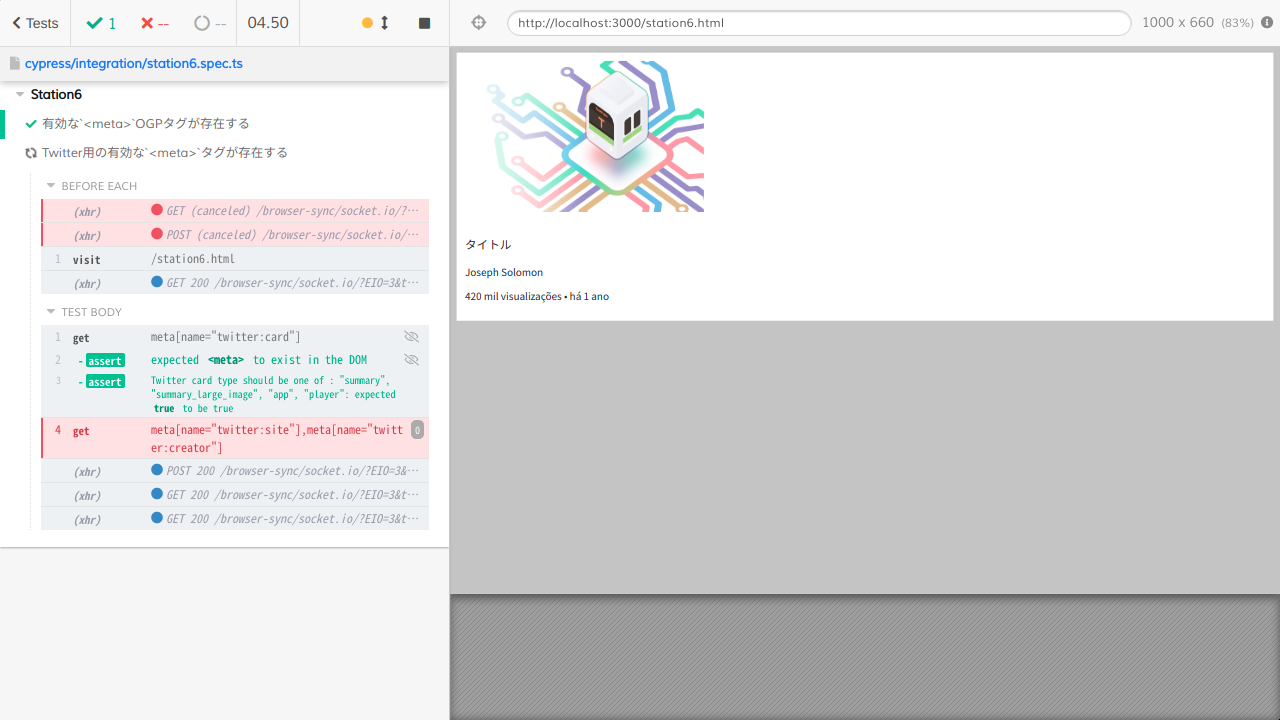 Tests
1
--
--
04.50
http://localhost:3000/station6.html
1000 x 660 (83%)
cypress/integration/station6.spec.ts
Station6
有効な`<meta>`OGPタグが存在する
Twitter用の有効な`<meta>`タグが存在する
BEFORE EACH
(xhr) GET (canceled) /browser-sync/socket.io/?…
(xhr) POST (canceled) /browser-sync/socket.io/…
1 visit /station6.html
(xhr) GET 200 /browser-sync/socket.io/?EIO=3&t…
TEST BODY
1 get meta[name="twitter:card"]
2 - assert expected <meta> to exist in the DOM
3 - assert Twitter card type should be one of : "summary",
"summary_large_image", "app", "player": expected
true to be true
4 get meta[name="twitter:site"],meta[name="twitt 0
er:creator"]
(xhr) POST 200 /browser-sync/socket.io/?EIO=3&…
(xhr) GET 200 /browser-sync/socket.io/?EIO=3&t…
(xhr) GET 200 /browser-sync/socket.io/?EIO=3&t…
T
タイトル
Joseph Solomon
420 mil visualizações • há 1 ano